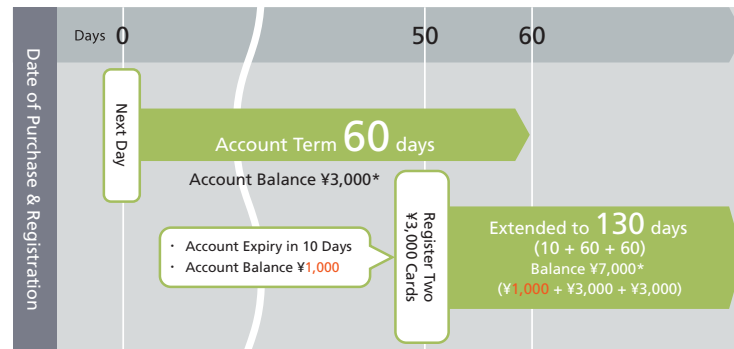 Days 0 50 60
Date of Purchase & Registration
Next Day
Account Term 60 days
Account Balance ¥3,000*
· Account Expiry in 10 Days
· Account Balance ¥1,000
Register Two
¥3,000 Cards
Extended to 130 days
(10 + 60 + 60)
Balance ¥7,000*
(¥1,000 + ¥3,000 + ¥3,000)